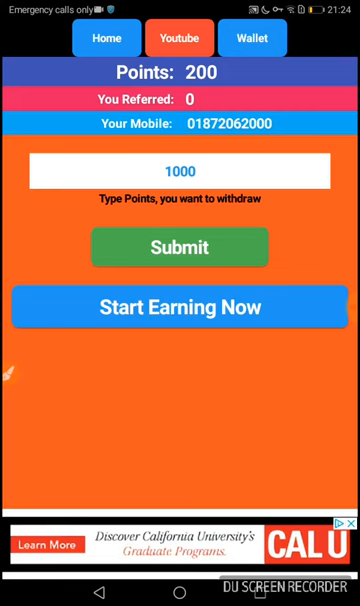 Emergency calls only 21:24
Home Youtube Wallet
Points: 200
You Referred: 0
Your Mobile: 01872062000
1000
Type Points, you want to withdraw
Submit
Start Earning Now
Learn More
Discover California University's
Graduate Programs.
CAL U
DU SCREEN RECORDER